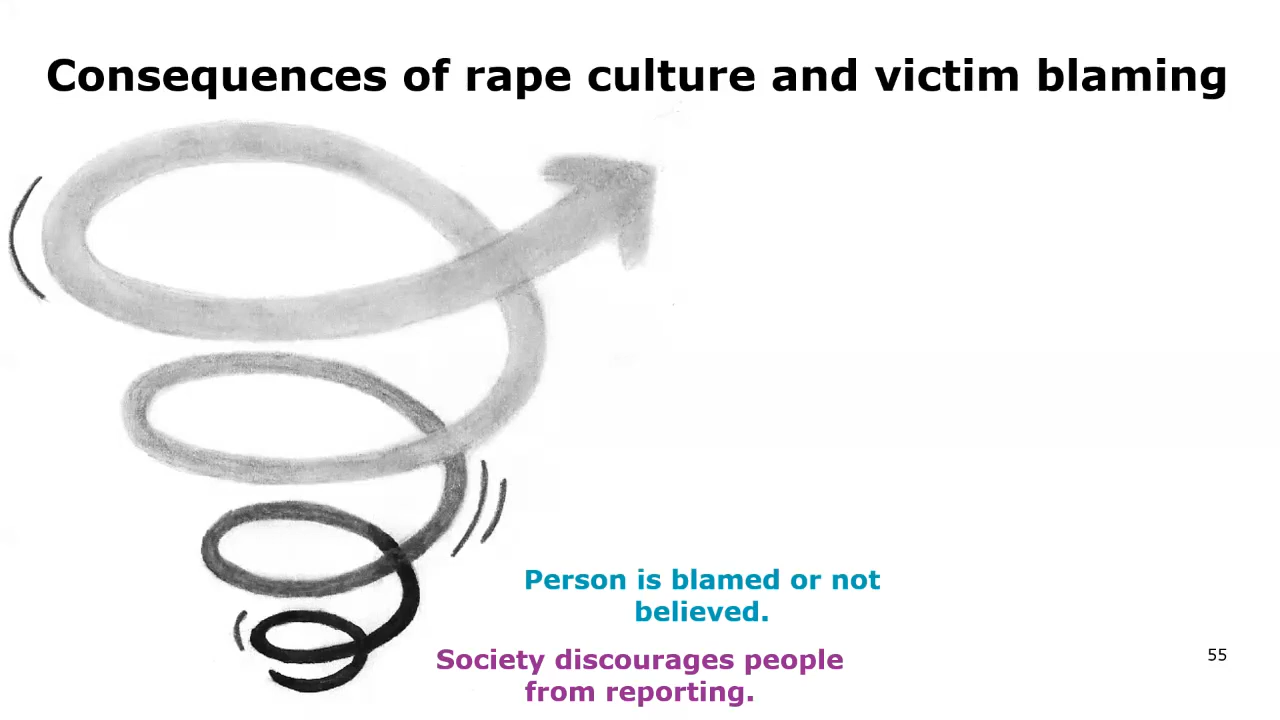 Consequences of rape culture and victim blaming
Person is blamed or not
believed.
Society discourages people
from reporting.
55